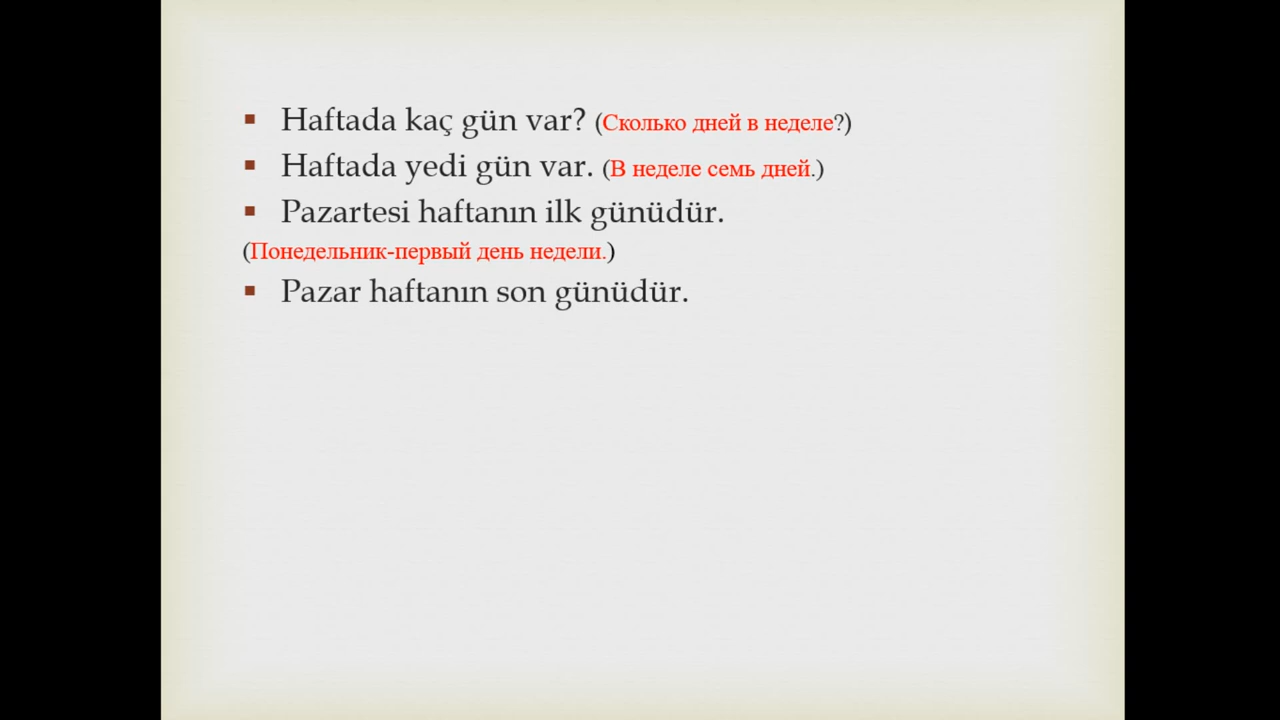 Haftada kaç gün var? (Сколько дней в неделе?)
Haftada yedi gün var. (В неделе семь дней.)
Pazartesi haftanın ilk günüdür.
(Понедельник-первый день недели.)
Pazar haftanın son günüdür.